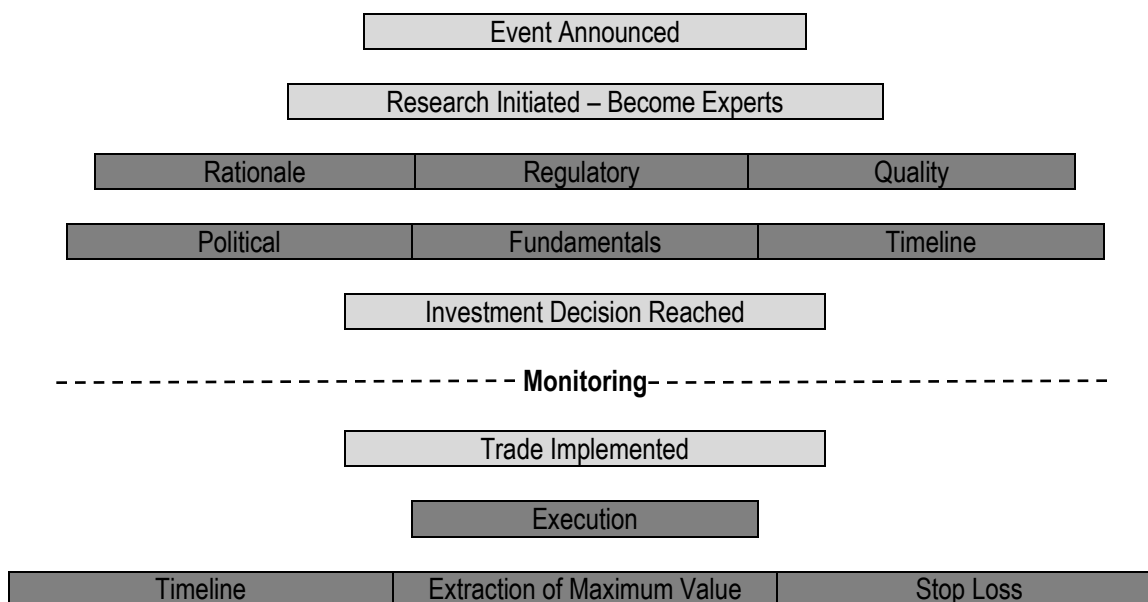 Event Announced
Research Initiated – Become Experts
Rationale Regulatory Quality
Political Fundamentals Timeline
Investment Decision Reached
Monitoring
Trade Implemented
Execution
Timeline Extraction of Maximum Value Stop Loss